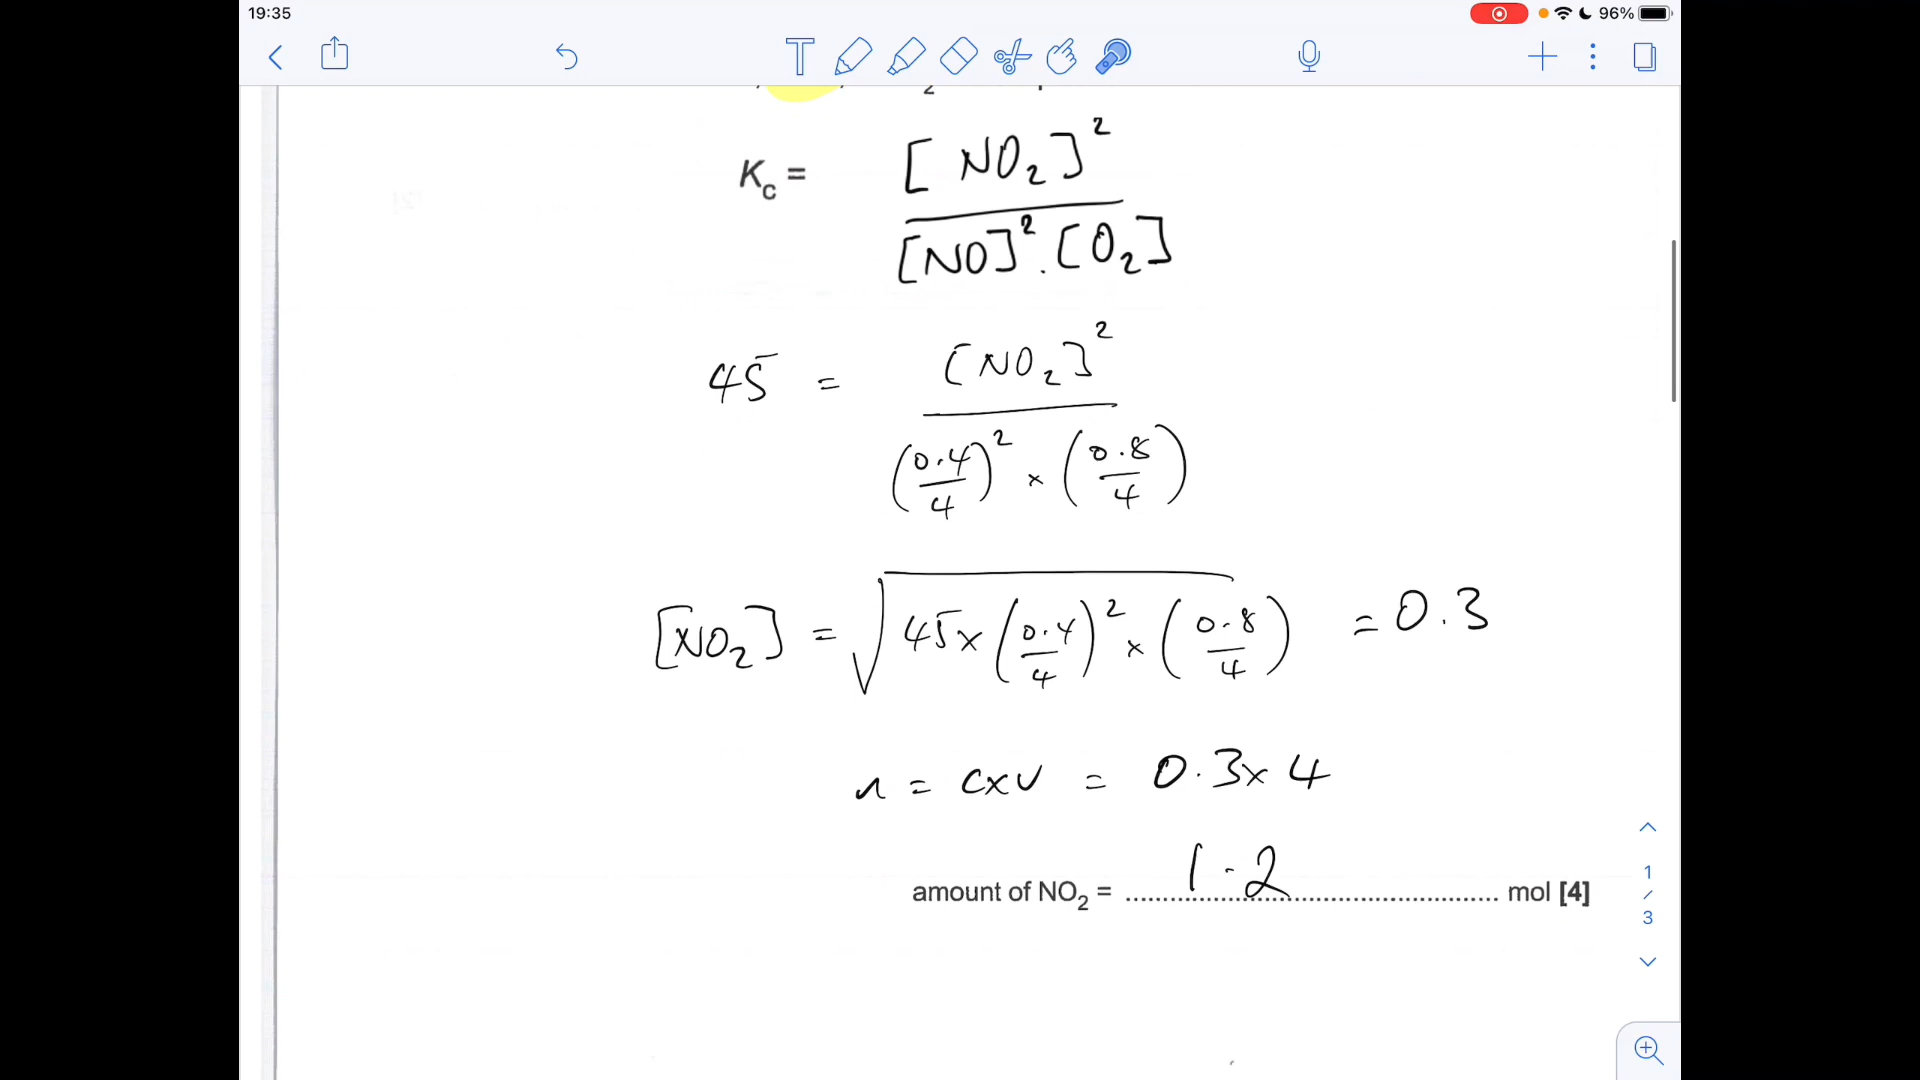 19:35
96%
T
2
K_c = [NO₂]² / [NO]² . [O₂]
45 = [NO₂]² / (0.4/4)² × (0.8/4)
[NO₂] = √45 × (0.4/4)² × (0.8/4) = 0.3
n = c×v = 0.3 × 4
amount of NO₂ = 1.2 mol [4]
1
/
3